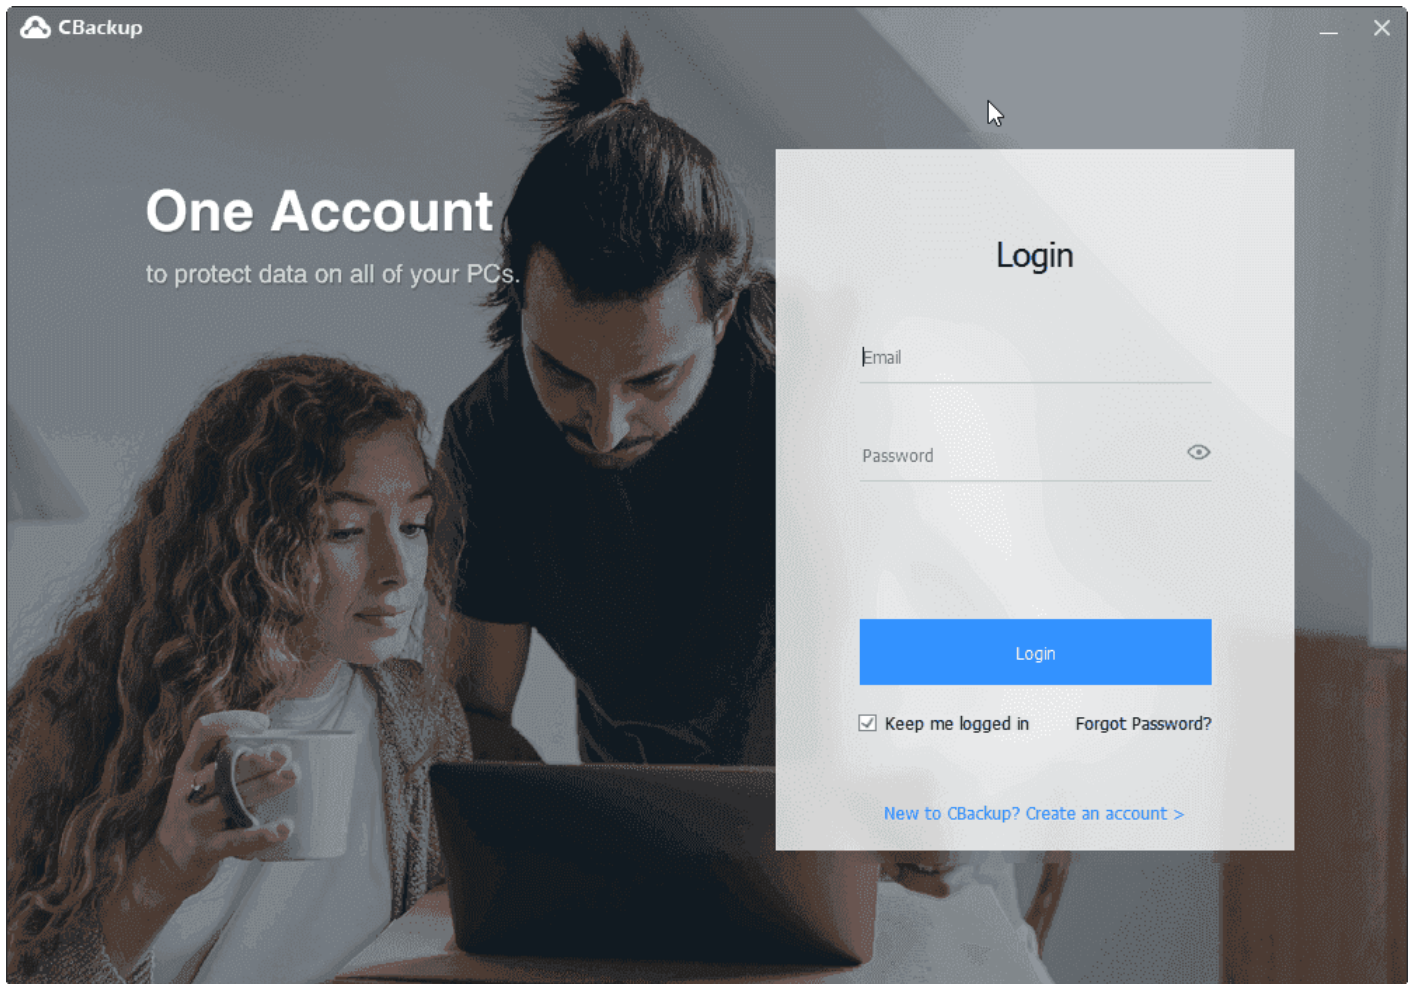 CBackup
One Account
to protect data on all of your PCs.
Login
Email
Password
Login
Keep me logged in
Forgot Password?
New to CBackup? Create an account >